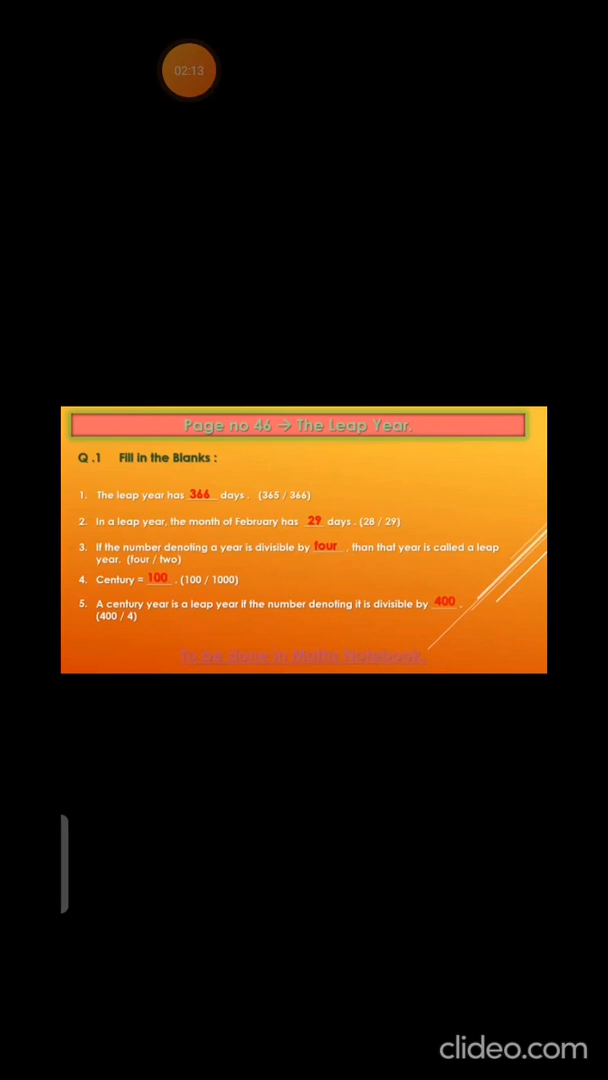 02:13
Page no 46 → The Leap Year.
Q .1 Fill in the Blanks :
1. The leap year has 366 days . (365 / 366)
2. In a leap year, the month of February has 29 days . (28 / 29)
3. If the number denoting a year is divisible by four , than that year is called a leap
year. (four / two)
4. Century = 100 . (100 / 1000)
5. A century year is a leap year if the number denoting it is divisible by 400 .
(400 / 4)
To be done in Maths Notebook.
clideo.com